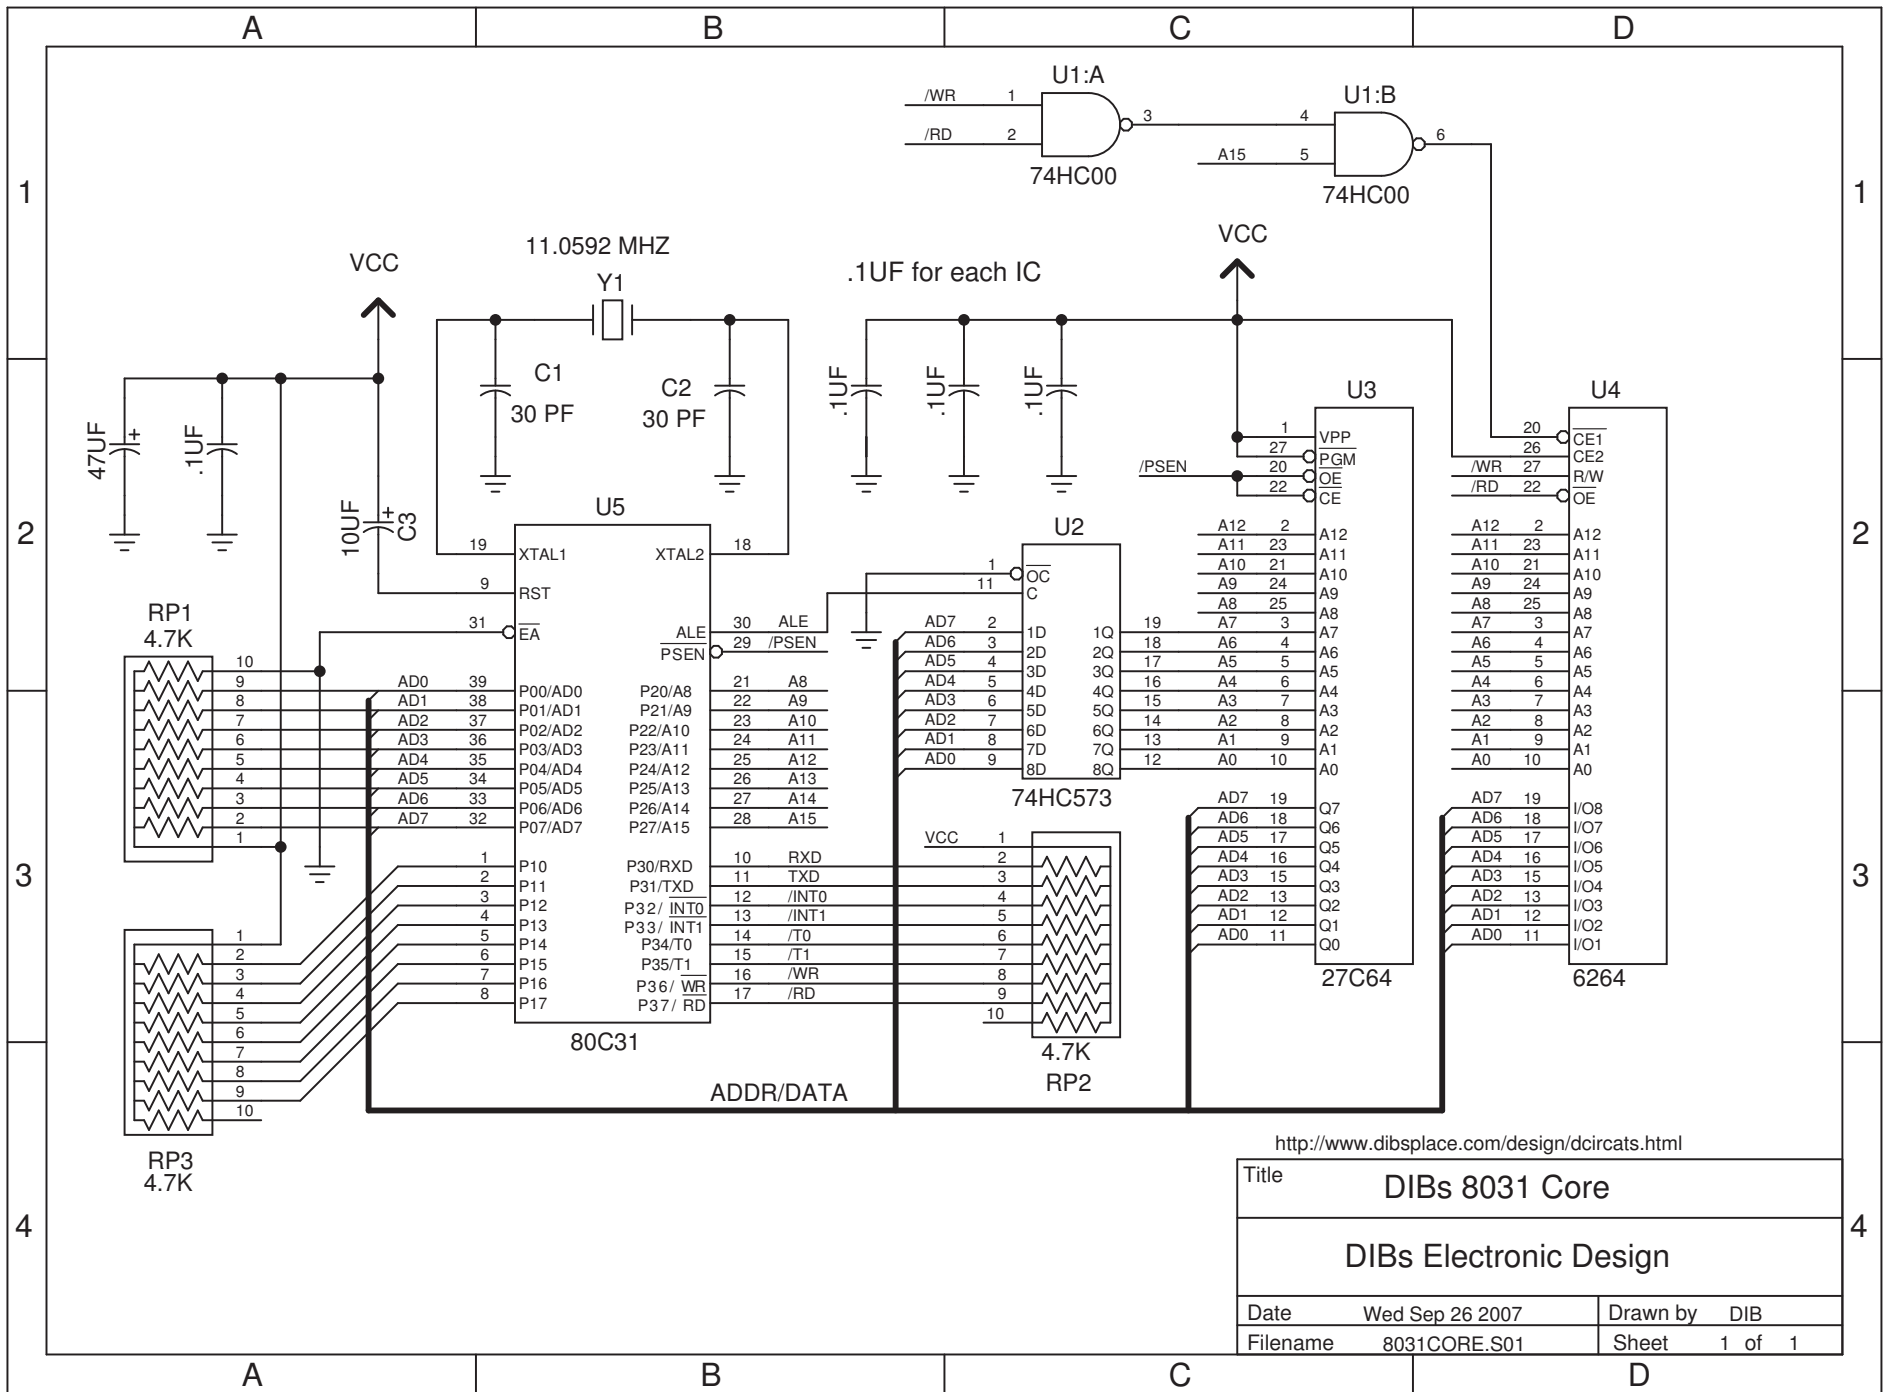 A B C D
1
2
3
4
1
2
3
4
A B C D
U1:A
/WR 1
/RD 2
3
74HC00
U1:B
4
A15 5
6
74HC00
VCC
47UF +
.1UF
10UF +
C3
11.0592 MHZ
Y1
C1
30 PF
C2
30 PF
.1UF for each IC
VCC
.1UF
.1UF
.1UF
RP1
4.7K
10
9
8
7
6
5
4
3
2
1
AD0 39
AD1 38
AD2 37
AD3 36
AD4 35
AD5 34
AD6 33
AD7 32
1
2
3
4
5
6
7
8
9
10
RP3
4.7K
U5
19 XTAL1
XTAL2 18
9 RST
31 EA
ALE 30 ALE
PSEN 29 /PSEN
P00/AD0 P20/A8 21 A8
P01/AD1 P21/A9 22 A9
P02/AD2 P22/A10 23 A10
P03/AD3 P23/A11 24 A11
P04/AD4 P24/A12 25 A12
P05/AD5 P25/A13 26 A13
P06/AD6 P26/A14 27 A14
P07/AD7 P27/A15 28 A15
1 P10 P30/RXD 10 RXD
2 P11 P31/TXD 11 TXD
3 P12 P32/ INT0 12 /INT0
4 P13 P33/ INT1 13 /INT1
5 P14 P34/T0 14 /T0
6 P15 P35/T1 15 /T1
7 P16 P36/ WR 16 /WR
8 P17 P37/ RD 17 /RD
80C31
U2
1 OC
11 C
AD7 2 1D 1Q 19
AD6 3 2D 2Q 18
AD5 4 3D 3Q 17
AD4 5 4D 4Q 16
AD3 6 5D 5Q 15
AD2 7 6D 6Q 14
AD1 8 7D 7Q 13
AD0 9 8D 8Q 12
74HC573
VCC 1
2
3
4
5
6
7
8
9
10
4.7K
RP2
ADDR/DATA
U3
1 VPP
27 PGM
/PSEN 20 OE
22 CE
A12 2 A12
A11 23 A11
A10 21 A10
A9 24 A9
A8 25 A8
A7 3 A7
A6 4 A6
A5 5 A5
A4 6 A4
A3 7 A3
A2 8 A2
A1 9 A1
A0 10 A0
AD7 19 Q7
AD6 18 Q6
AD5 17 Q5
AD4 16 Q4
AD3 15 Q3
AD2 13 Q2
AD1 12 Q1
AD0 11 Q0
27C64
U4
20 CE1
26 CE2
/WR 27 R/W
/RD 22 OE
A12 2 A12
A11 23 A11
A10 21 A10
A9 24 A9
A8 25 A8
A7 3 A7
A6 4 A6
A5 5 A5
A4 6 A4
A3 7 A3
A2 8 A2
A1 9 A1
A0 10 A0
AD7 19 I/O8
AD6 18 I/O7
AD5 17 I/O6
AD4 16 I/O5
AD3 15 I/O4
AD2 13 I/O3
AD1 12 I/O2
AD0 11 I/O1
6264
http://www.dibsplace.com/design/dcircats.html
Title DIBs 8031 Core
DIBs Electronic Design
Date Wed Sep 26 2007 Drawn by DIB
Filename 8031CORE.S01 Sheet 1 of 1